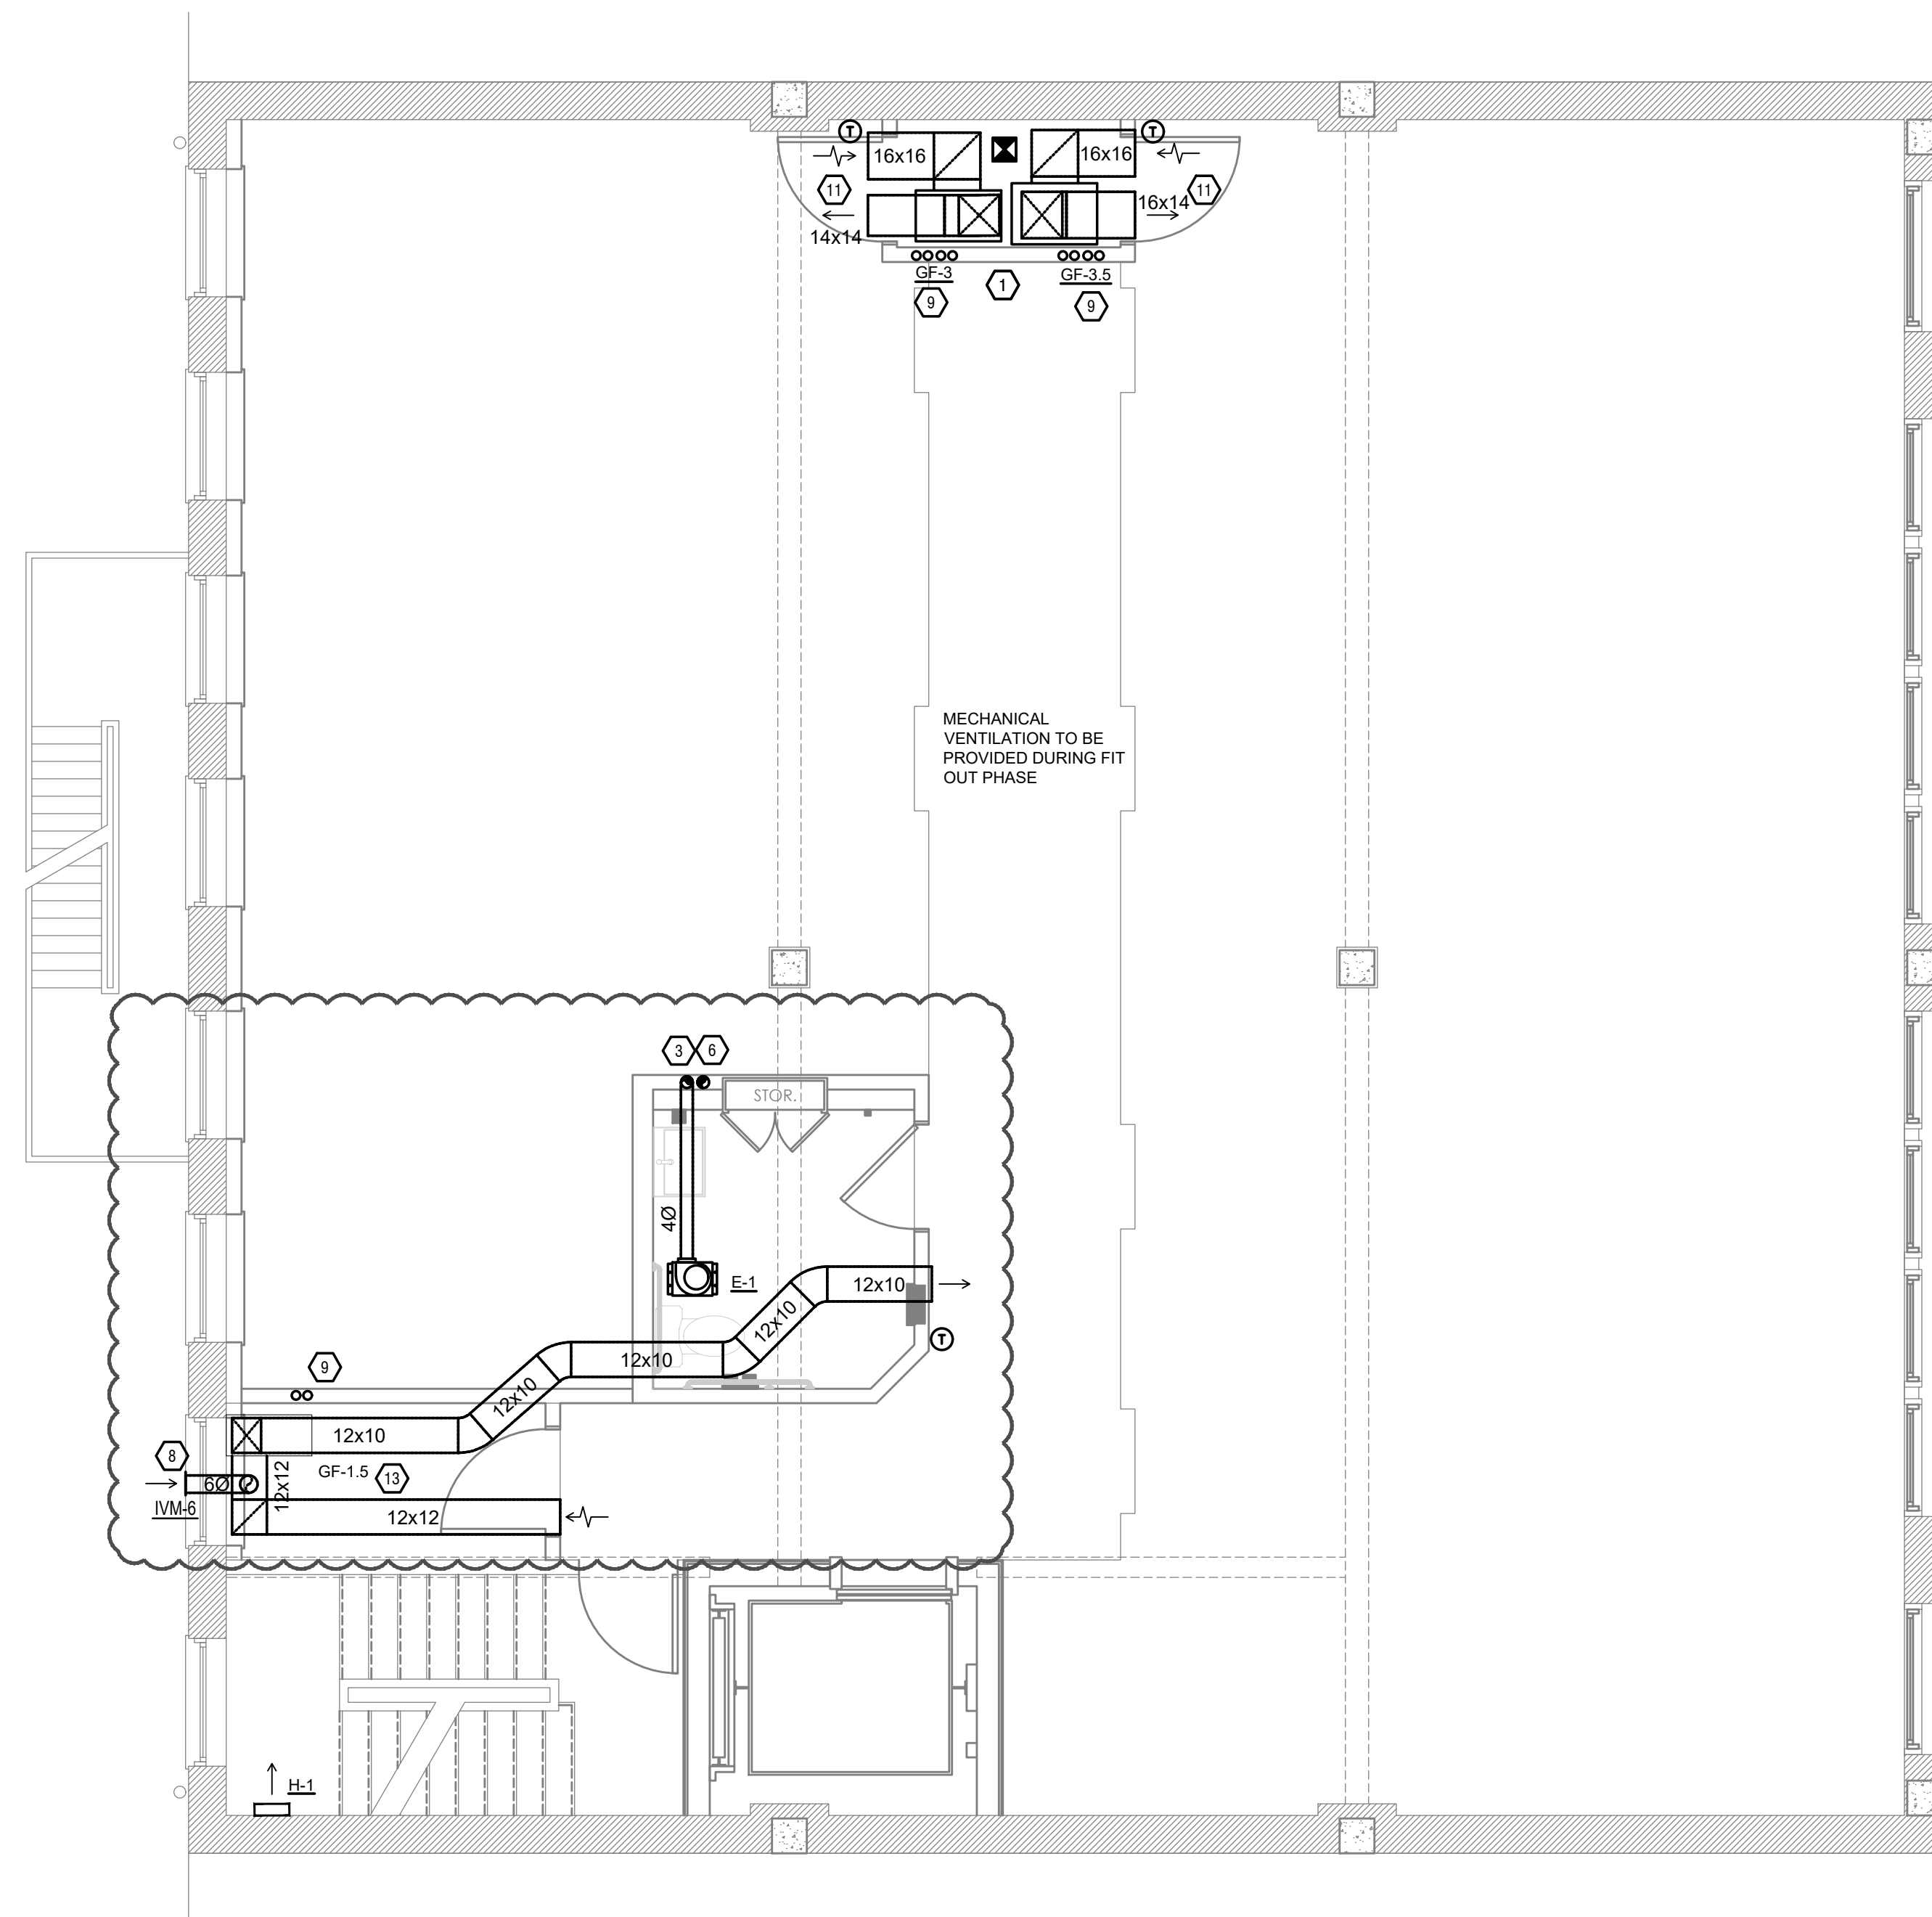 T
T
16x16
16x16
11
11
14x14
16x14
GF-3
GF-3.5
1
9
9
MECHANICAL
VENTILATION TO BE
PROVIDED DURING FIT
OUT PHASE
3
6
STOR.
4Ø
E-1
12x10
12x10
T
12x10
9
12x10
12x10
8
GF-1.5
13
12x12
6Ø
IVM-6
12x12
H-1